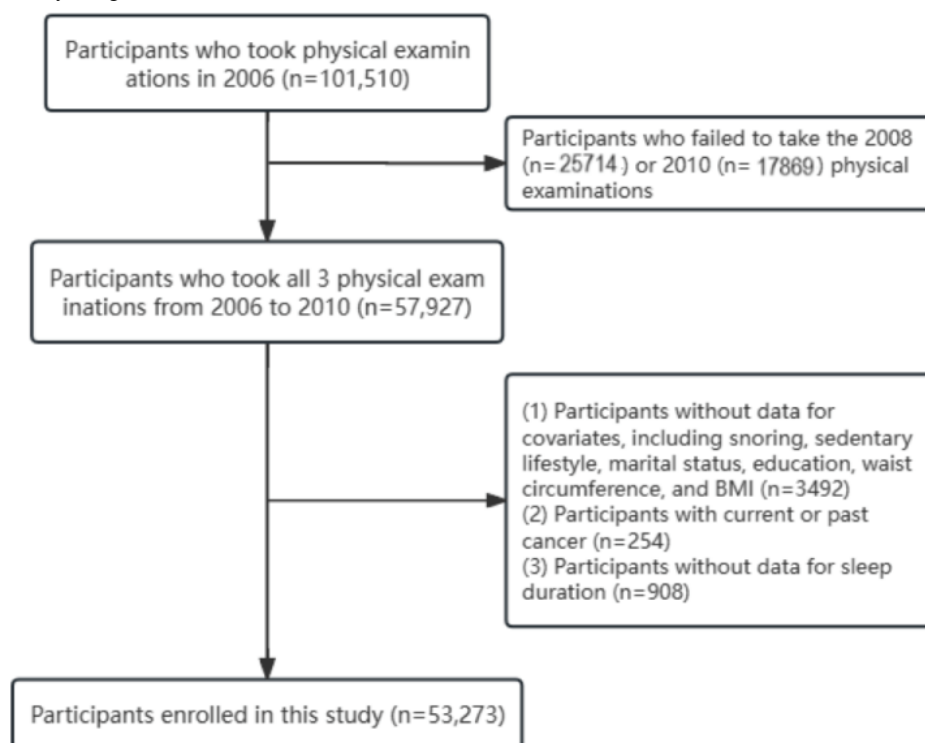 Participants who took physical examin
ations in 2006 (n=101,510)
Participants who failed to take the 2008
(n=25714) or 2010 (n= 17869) physical
examinations
Participants who took all 3 physical exam
inations from 2006 to 2010 (n=57,927)
(1) Participants without data for
covariates, including snoring, sedentary
lifestyle, marital status, education, waist
circumference, and BMI (n=3492)
(2) Participants with current or past
cancer (n=254)
(3) Participants without data for sleep
duration (n=908)
Participants enrolled in this study (n=53,273)